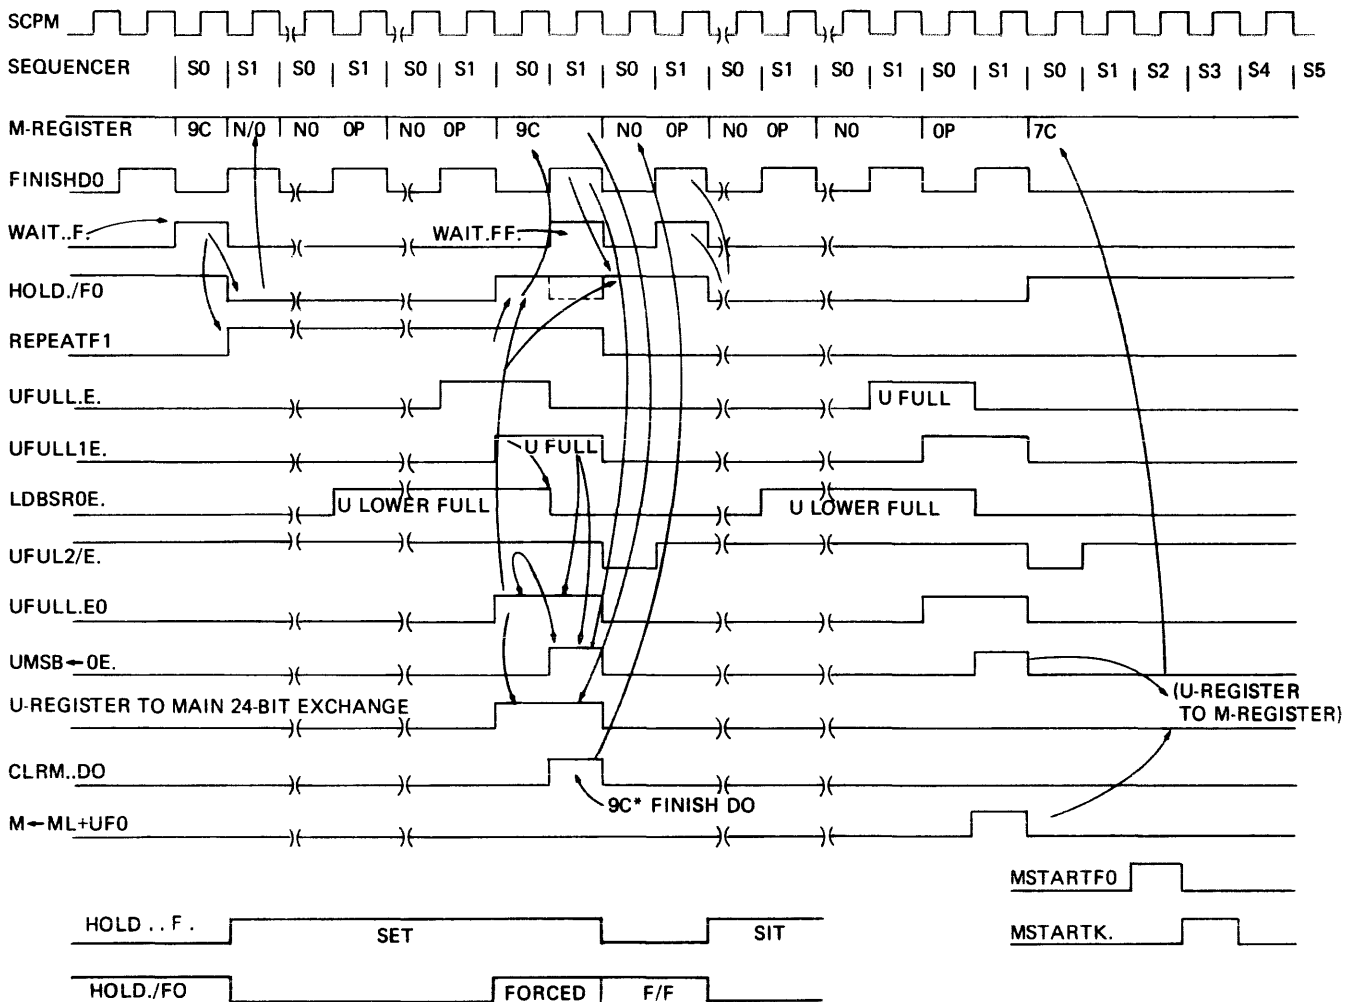 SCPM
SEQUENCER S0 S1 S0 S1 S0 S1 S0 S1 S0 S1 S0 S1 S0 S1 S0 S1 S0 S1 S2 S3 S4 S5
M-REGISTER 9C N/0 NO OP NO OP 9C NO OP NO OP NO OP 7C
FINISHD0
WAIT..F. WAIT.FF.
HOLD./F0
REPEATF1
UFULL.E. U FULL
UFULL1E. U FULL
LDBSR0E. U LOWER FULL U LOWER FULL
UFUL2/E.
UFULL.E0
UMSB←0E.
U-REGISTER TO MAIN 24-BIT EXCHANGE
(U-REGISTER
TO M-REGISTER)
CLRM..DO
9C* FINISH DO
M←ML+UF0
MSTARTF0
HOLD..F. SET SIT
MSTARTK.
HOLD./FO FORCED F/F